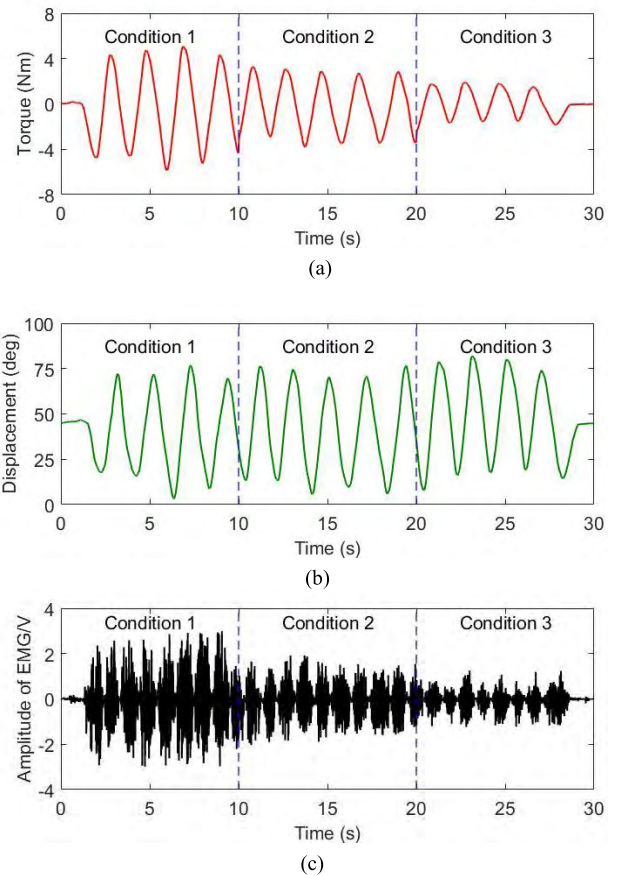 8
Condition 1 Condition 2 Condition 3
4
0
-4
-8
Torque (Nm)
0 5 10 15 20 25 30
Time (s)
(a)
100
Condition 1 Condition 2 Condition 3
75
50
25
0
Displacement (deg)
0 5 10 15 20 25 30
Time (s)
(b)
4
Condition 1 Condition 2 Condition 3
2
0
-2
-4
Amplitude of EMG/V
0 5 10 15 20 25 30
Time (s)
(c)